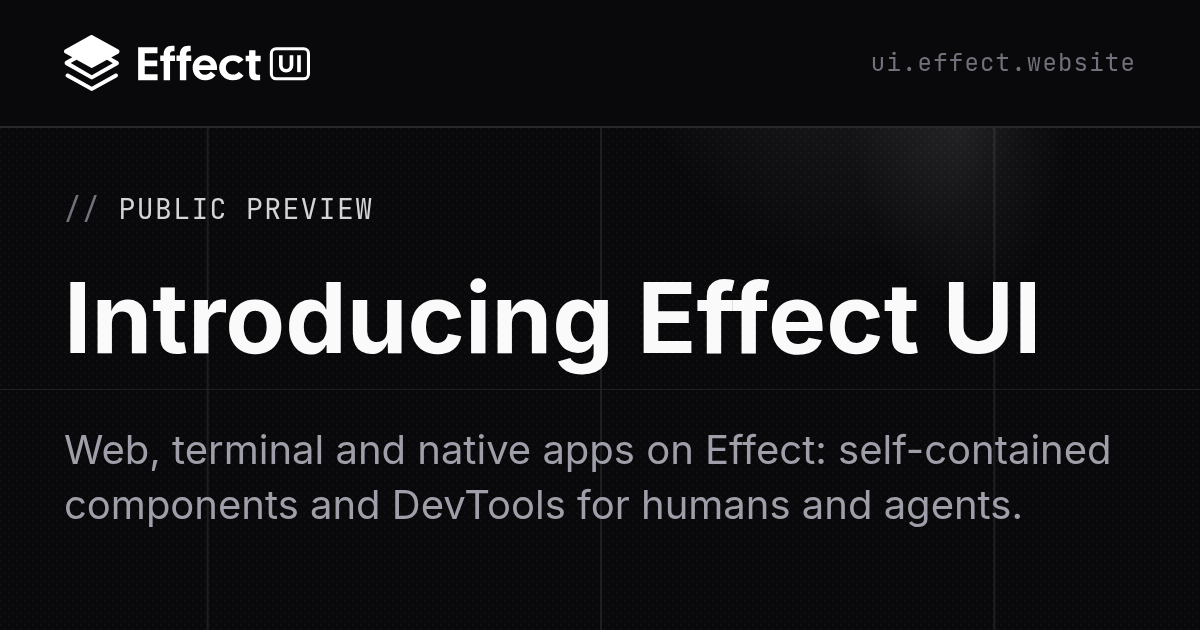 Effect UI
ui.effect.website
// PUBLIC PREVIEW
Introducing Effect UI
Web, terminal and native apps on Effect: self-contained
components and DevTools for humans and agents.